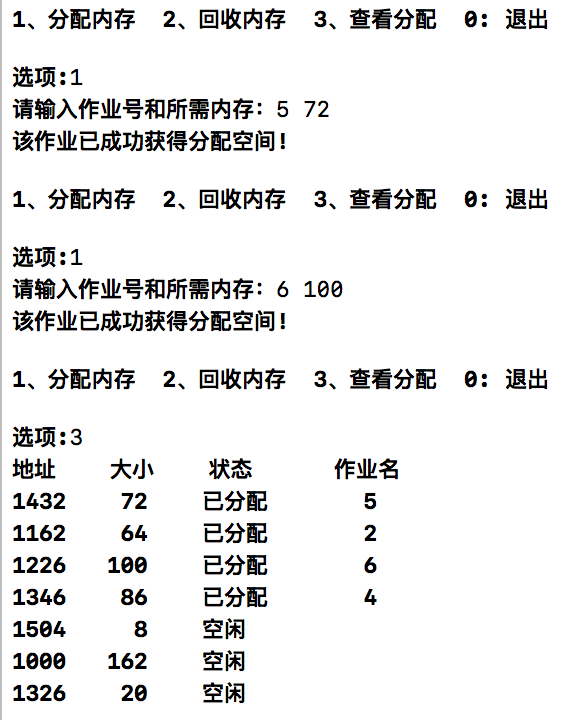 1、分配内存  2、回收内存  3、查看分配  0: 退出
选项:1
请输入作业号和所需内存: 5 72
该作业已成功获得分配空间!
1、分配内存  2、回收内存  3、查看分配  0: 退出
选项:1
请输入作业号和所需内存: 6 100
该作业已成功获得分配空间!
1、分配内存  2、回收内存  3、查看分配  0: 退出
选项:3
地址    大小    状态      作业名
1432    72    已分配       5
1162    64    已分配       2
1226   100    已分配       6
1346    86    已分配       4
1504     8    空闲
1000   162    空闲
1326    20    空闲